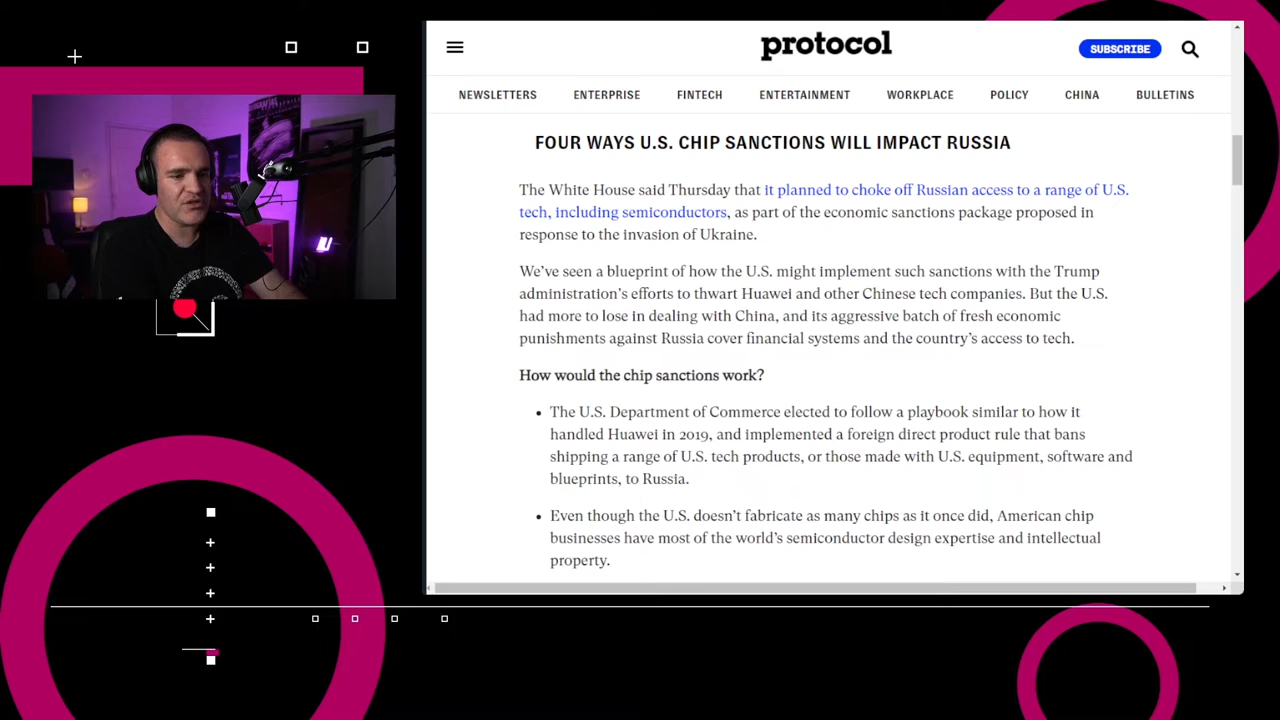 protocol
SUBSCRIBE
NEWSLETTERS ENTERPRISE FINTECH ENTERTAINMENT WORKPLACE POLICY CHINA BULLETINS
FOUR WAYS U.S. CHIP SANCTIONS WILL IMPACT RUSSIA
The White House said Thursday that it planned to choke off Russian access to a range of U.S.
tech, including semiconductors, as part of the economic sanctions package proposed in
response to the invasion of Ukraine.
We’ve seen a blueprint of how the U.S. might implement such sanctions with the Trump
administration’s efforts to thwart Huawei and other Chinese tech companies. But the U.S.
had more to lose in dealing with China, and its aggressive batch of fresh economic
punishments against Russia cover financial systems and the country’s access to tech.
How would the chip sanctions work?
• The U.S. Department of Commerce elected to follow a playbook similar to how it
handled Huawei in 2019, and implemented a foreign direct product rule that bans
shipping a range of U.S. tech products, or those made with U.S. equipment, software and
blueprints, to Russia.
• Even though the U.S. doesn’t fabricate as many chips as it once did, American chip
businesses have most of the world’s semiconductor design expertise and intellectual
property.